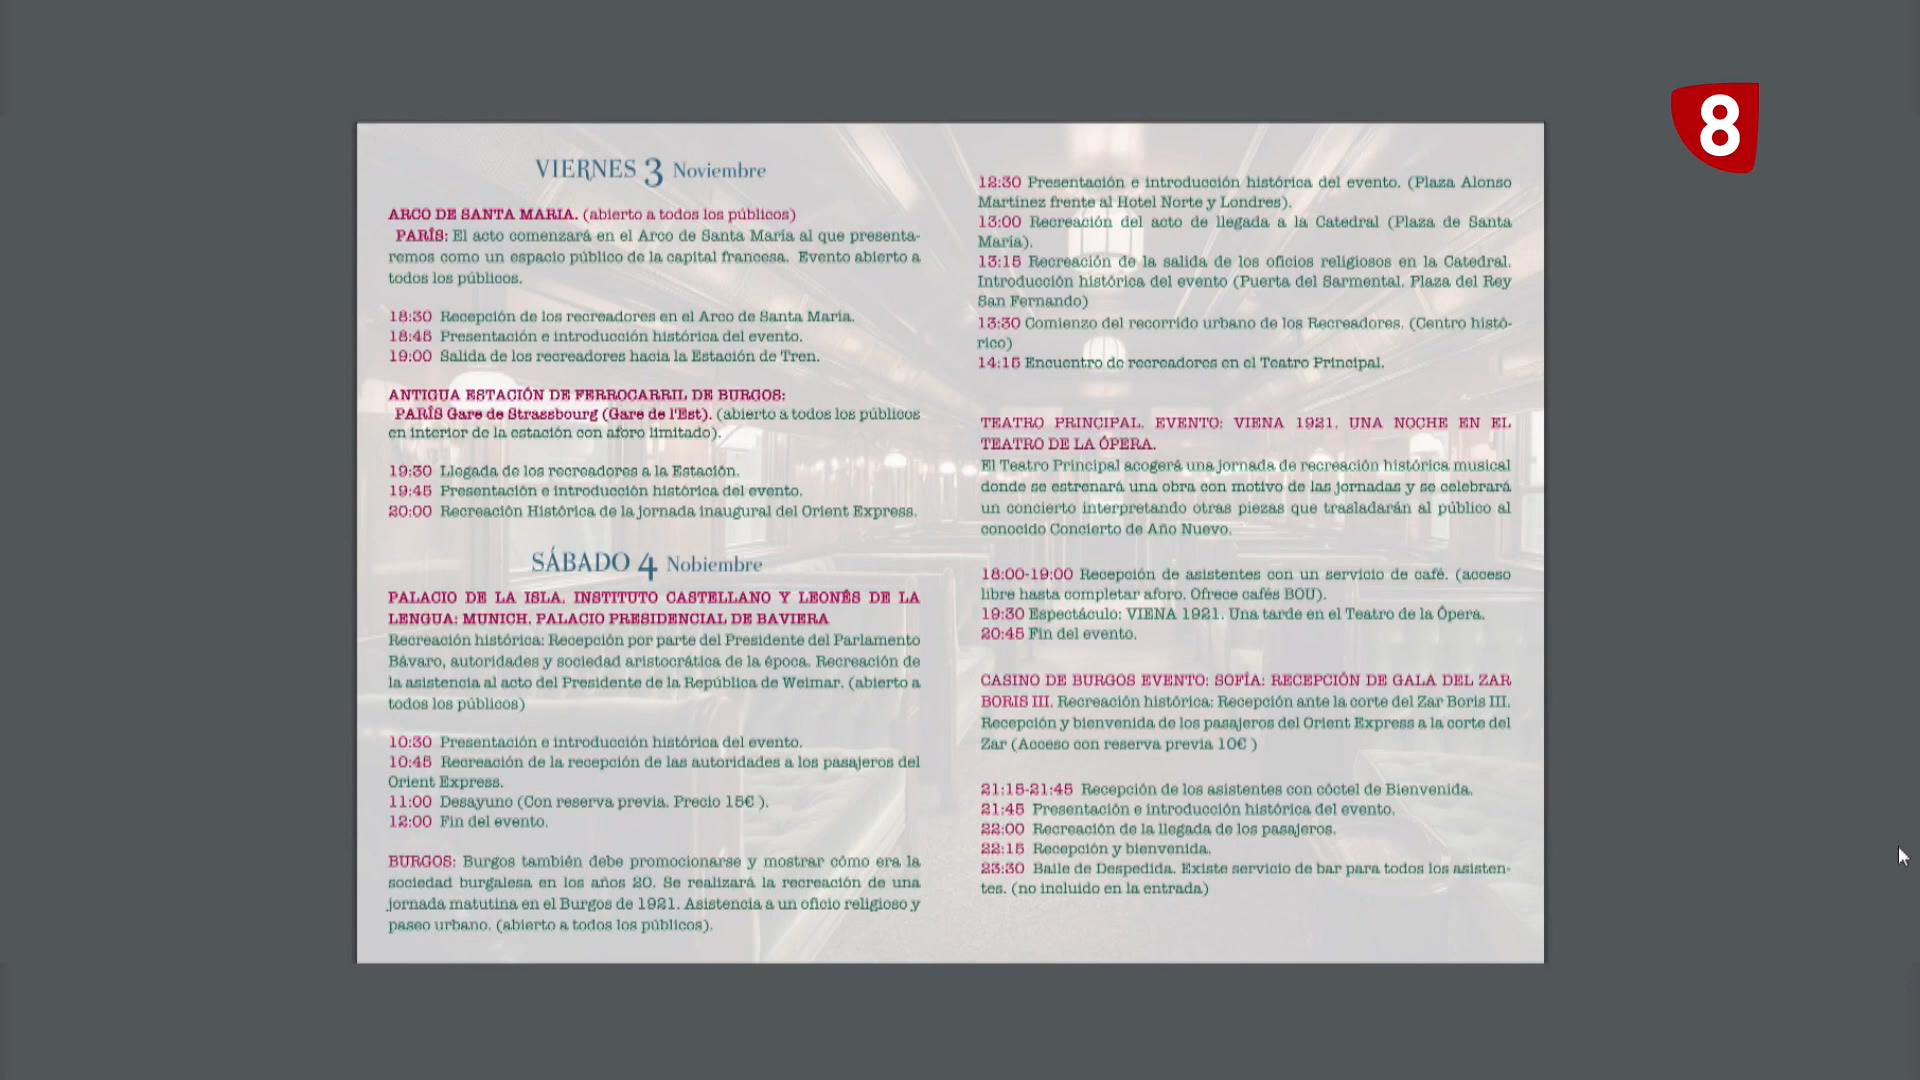 8
VIERNES 3 Noviembre
ARCO DE SANTA MARIA. (abierto a todos los públicos)
PARÍS: El acto comenzará en el Arco de Santa María al que presenta-
remos como un espacio público de la capital francesa. Evento abierto a
todos los públicos.
18:30 Recepción de los recreadores en el Arco de Santa María.
18:45 Presentación e introducción histórica del evento.
19:00 Salida de los recreadores hacia la Estación de Tren.
ANTIGUA ESTACIÓN DE FERROCARRIL DE BURGOS:
PARÍS Gare de Strassbourg (Gare de l'Est). (abierto a todos los públicos
en interior de la estación con aforo limitado).
19:30 Llegada de los recreadores a la Estación.
19:45 Presentación e introducción histórica del evento.
20:00 Recreación Histórica de la jornada inaugural del Orient Express.
SÁBADO 4 Nobiembre
PALACIO DE LA ISLA. INSTITUTO CASTELLANO Y LEONÉS DE LA
LENGUA: MUNICH. PALACIO PRESIDENCIAL DE BAVIERA
Recreación histórica: Recepción por parte del Presidente del Parlamento
Bávaro, autoridades y sociedad aristocrática de la época. Recreación de
la asistencia al acto del Presidente de la República de Weimar. (abierto a
todos los públicos)
10:30 Presentación e introducción histórica del evento.
10:45 Recreación de la recepción de las autoridades a los pasajeros del
Orient Express.
11:00 Desayuno (Con reserva previa. Precio 15€ ).
12:00 Fin del evento.
BURGOS: Burgos también debe promocionarse y mostrar cómo era la
sociedad burgalesa en los años 20. Se realizará la recreación de una
jornada matutina en el Burgos de 1921. Asistencia a un oficio religioso y
paseo urbano. (abierto a todos los públicos).
12:30 Presentación e introducción histórica del evento. (Plaza Alonso
Martínez frente al Hotel Norte y Londres).
13:00 Recreación del acto de llegada a la Catedral (Plaza de Santa
María).
13:15 Recreación de la salida de los oficios religiosos en la Catedral.
Introducción histórica del evento (Puerta del Sarmental. Plaza del Rey
San Fernando)
13:30 Comienzo del recorrido urbano de los Recreadores. (Centro histó-
rico)
14:15 Encuentro de recreadores en el Teatro Principal.
TEATRO PRINCIPAL. EVENTO: VIENA 1921. UNA NOCHE EN EL
TEATRO DE LA ÓPERA.
El Teatro Principal acogerá una jornada de recreación histórica musical
donde se estrenará una obra con motivo de las jornadas y se celebrará
un concierto interpretando otras piezas que trasladarán al público al
conocido Concierto de Año Nuevo.
18:00-19:00 Recepción de asistentes con un servicio de café. (acceso
libre hasta completar aforo. Ofrece cafés BOU).
19:30 Espectáculo: VIENA 1921. Una tarde en el Teatro de la Ópera.
20:45 Fin del evento.
CASINO DE BURGOS EVENTO: SOFÍA: RECEPCIÓN DE GALA DEL ZAR
BORIS III. Recreación histórica: Recepción ante la corte del Zar Boris III.
Recepción y bienvenida de los pasajeros del Orient Express a la corte del
Zar (Acceso con reserva previa 10€ )
21:15-21:45 Recepción de los asistentes con cóctel de Bienvenida.
21:45 Presentación e introducción histórica del evento.
22:00 Recreación de la llegada de los pasajeros.
22:15 Recepción y bienvenida.
23:30 Baile de Despedida. Existe servicio de bar para todos los asisten-
tes. (no incluido en la entrada)